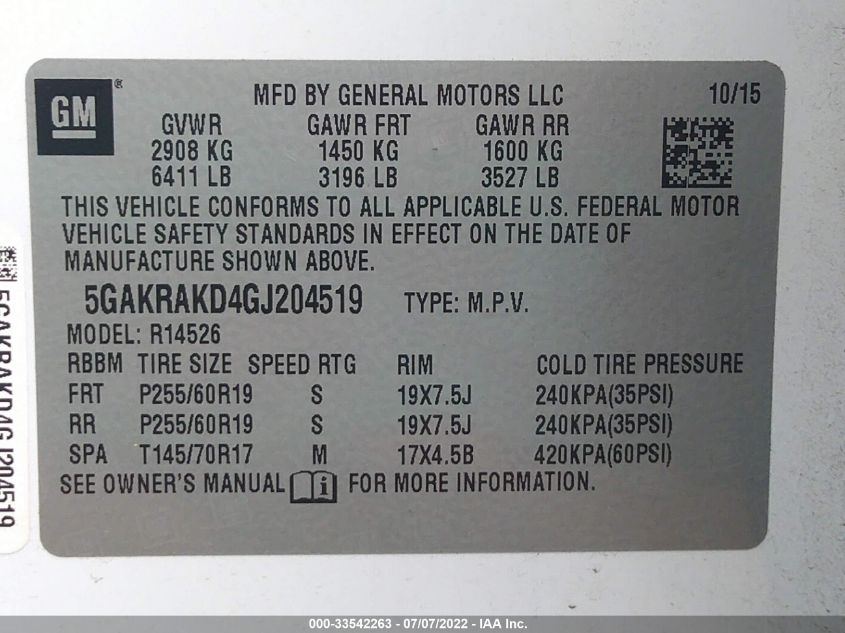 GM ®
MFD BY GENERAL MOTORS LLC 10/15
GVWR GAWR FRT GAWR RR
2908 KG 1450 KG 1600 KG
6411 LB 3196 LB 3527 LB
THIS VEHICLE CONFORMS TO ALL APPLICABLE U.S. FEDERAL MOTOR
VEHICLE SAFETY STANDARDS IN EFFECT ON THE DATE OF
MANUFACTURE SHOWN ABOVE.
5GAKRAKD4GJ204519 TYPE: M.P.V.
MODEL: R14526
RBBM TIRE SIZE SPEED RTG RIM COLD TIRE PRESSURE
FRT P255/60R19 S 19X7.5J 240KPA(35PSI)
RR P255/60R19 S 19X7.5J 240KPA(35PSI)
SPA T145/70R17 M 17X4.5B 420KPA(60PSI)
SEE OWNER'S MANUAL i FOR MORE INFORMATION.
5GAKRAKD4GJ204519
000-33542263 - 07/07/2022 - IAA Inc.